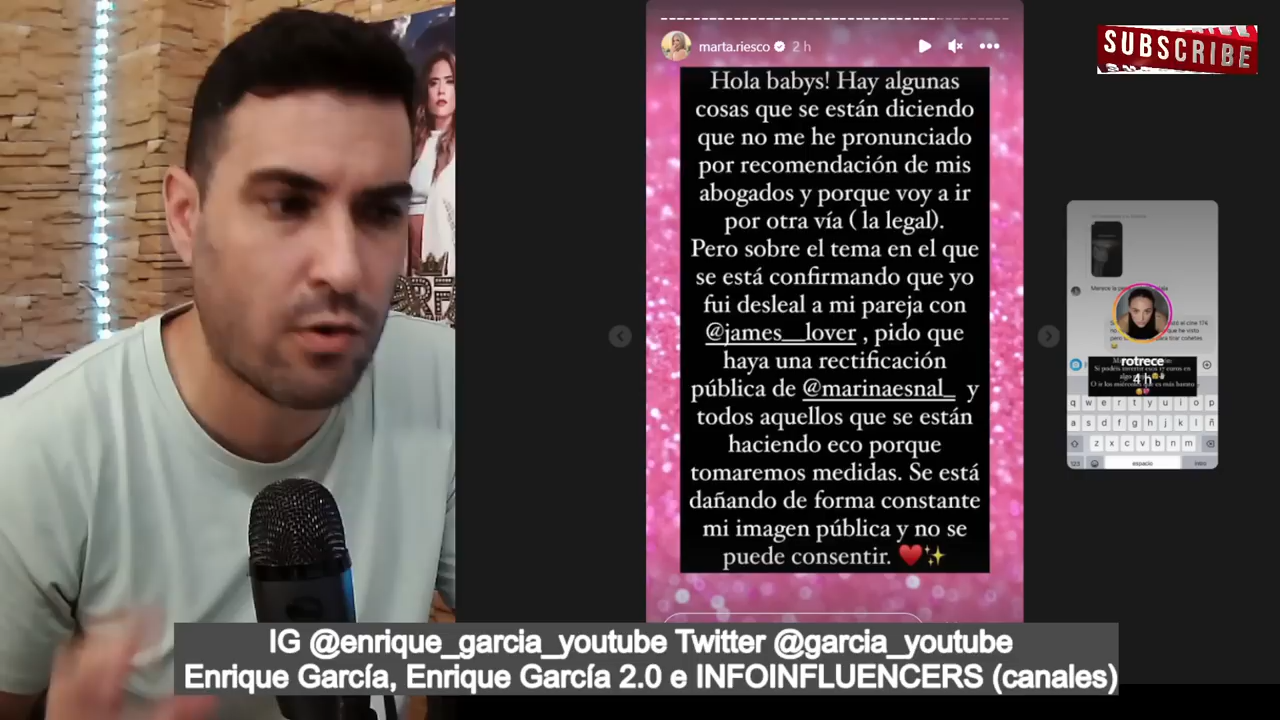 SUBSCRIBE
marta.riesco 2 h
Hola babys! Hay algunas
cosas que se están diciendo
que no me he pronunciado
por recomendación de mis
abogados y porque voy a ir
por otra vía ( la legal).
Pero sobre el tema en el que
se está confirmando que yo
fui desleal a mi pareja con
@james__lover , pido que
haya una rectificación
pública de @marinaesnal_ y
todos aquellos que se están
haciendo eco porque
tomaremos medidas. Se está
dañando de forma constante
mi imagen pública y no se
puede consentir. ❤️✨
rotrece
4 h
q w e r t y u i o p
a s d f g h j k l ñ
z x c v b n m
123 espacio intro
IG @enrique_garcia_youtube Twitter @garcia_youtube
Enrique García, Enrique García 2.0 e INFOINFLUENCERS (canales)